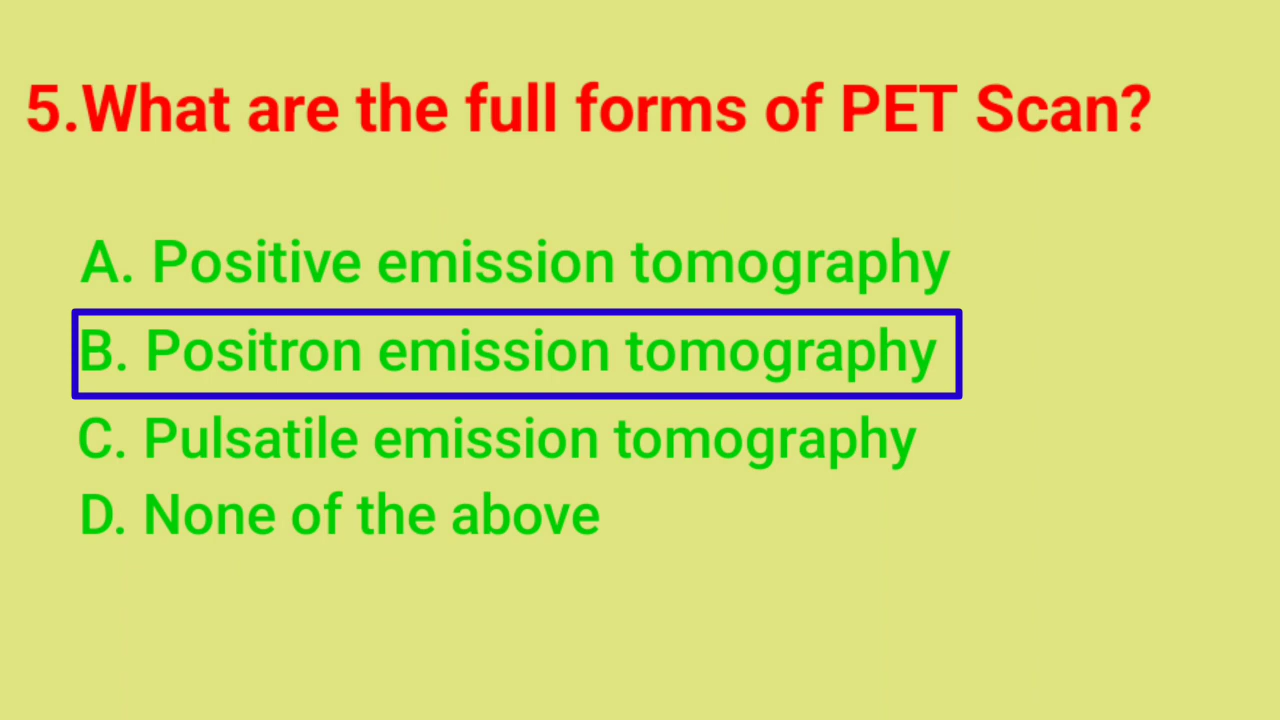 5.What are the full forms of PET Scan?
A. Positive emission tomography
B. Positron emission tomography
C. Pulsatile emission tomography
D. None of the above